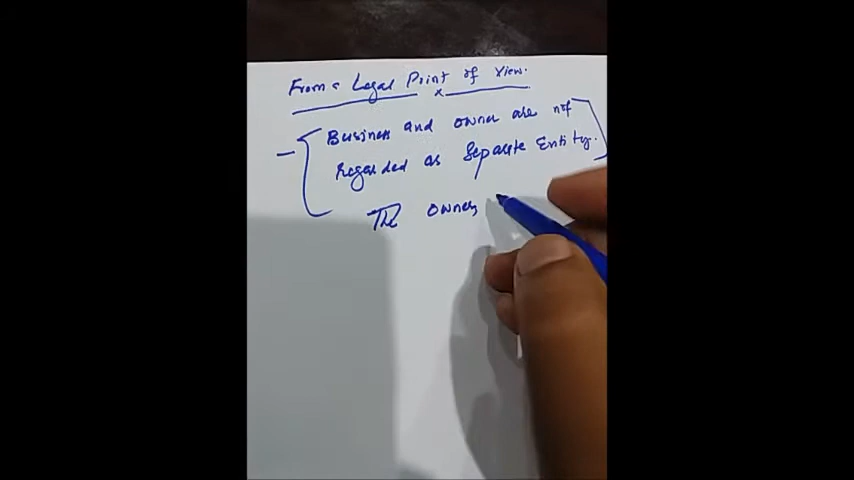 From a Legal Point of View.
Business and owner are not
Regarded as Separate Entity.
The owner,